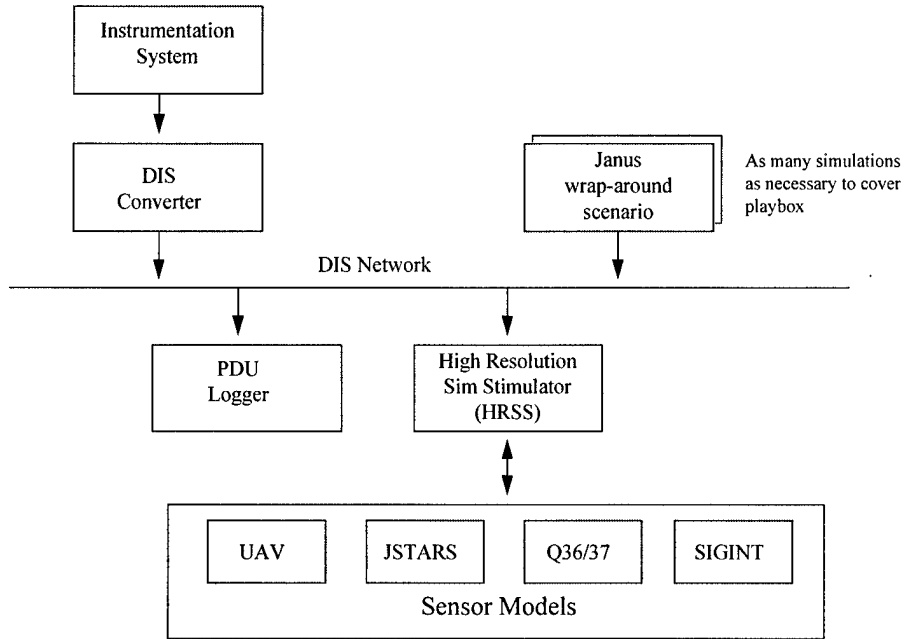 Instrumentation
System
DIS
Converter
Janus
wrap-around
scenario
As many simulations
as necessary to cover
playbox
DIS Network
PDU
Logger
High Resolution
Sim Stimulator
(HRSS)
UAV
JSTARS
Q36/37
SIGINT
Sensor Models